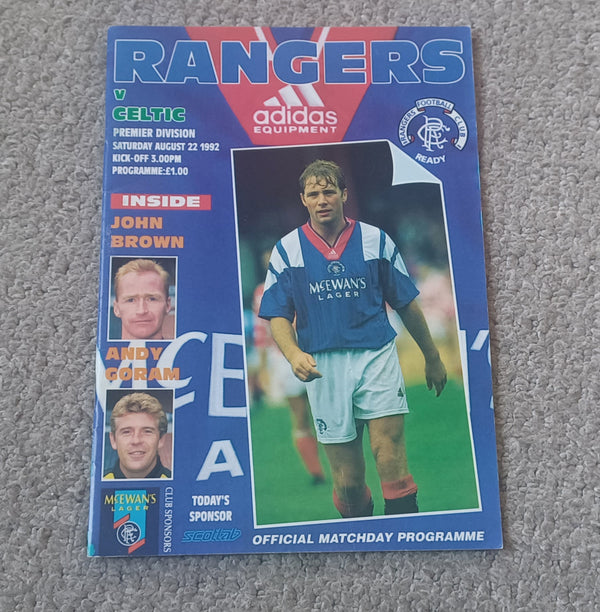 RANGERS
V
CELTIC
PREMIER DIVISION
SATURDAY AUGUST 22 1992
KICK-OFF 3.00PM
PROGRAMME:£1.00
adidas
EQUIPMENT
RANGERS FOOTBALL CLUB
READY
INSIDE
JOHN
BROWN
McEWAN'S
LAGER
ANDY
GORAM
McEWAN'S
LAGER
CLUB SPONSORS
TODAY'S
SPONSOR
scotlab
OFFICIAL MATCHDAY PROGRAMME